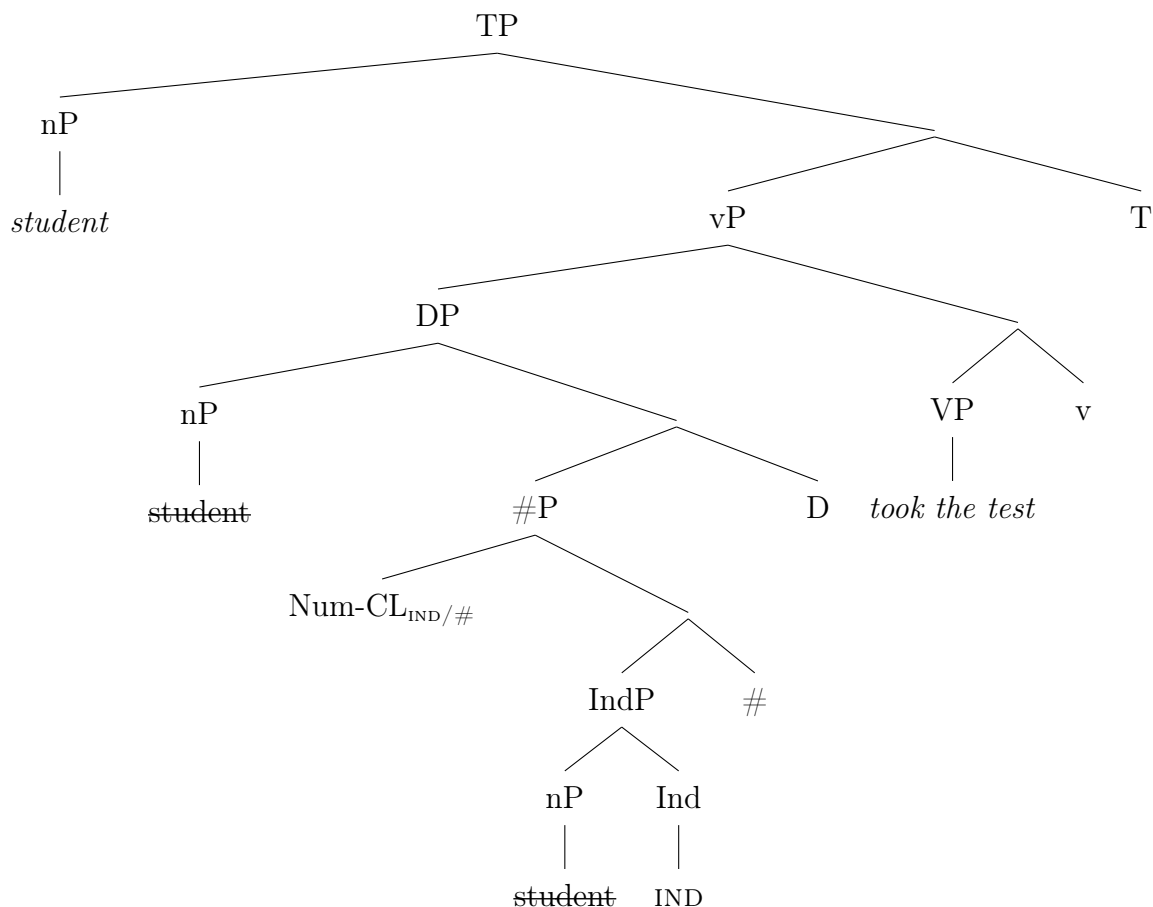 TP
nP
student
vP T
DP
nP VP v
student #P D took the test
Num-CL_IND/#
IndP #
nP Ind
student IND